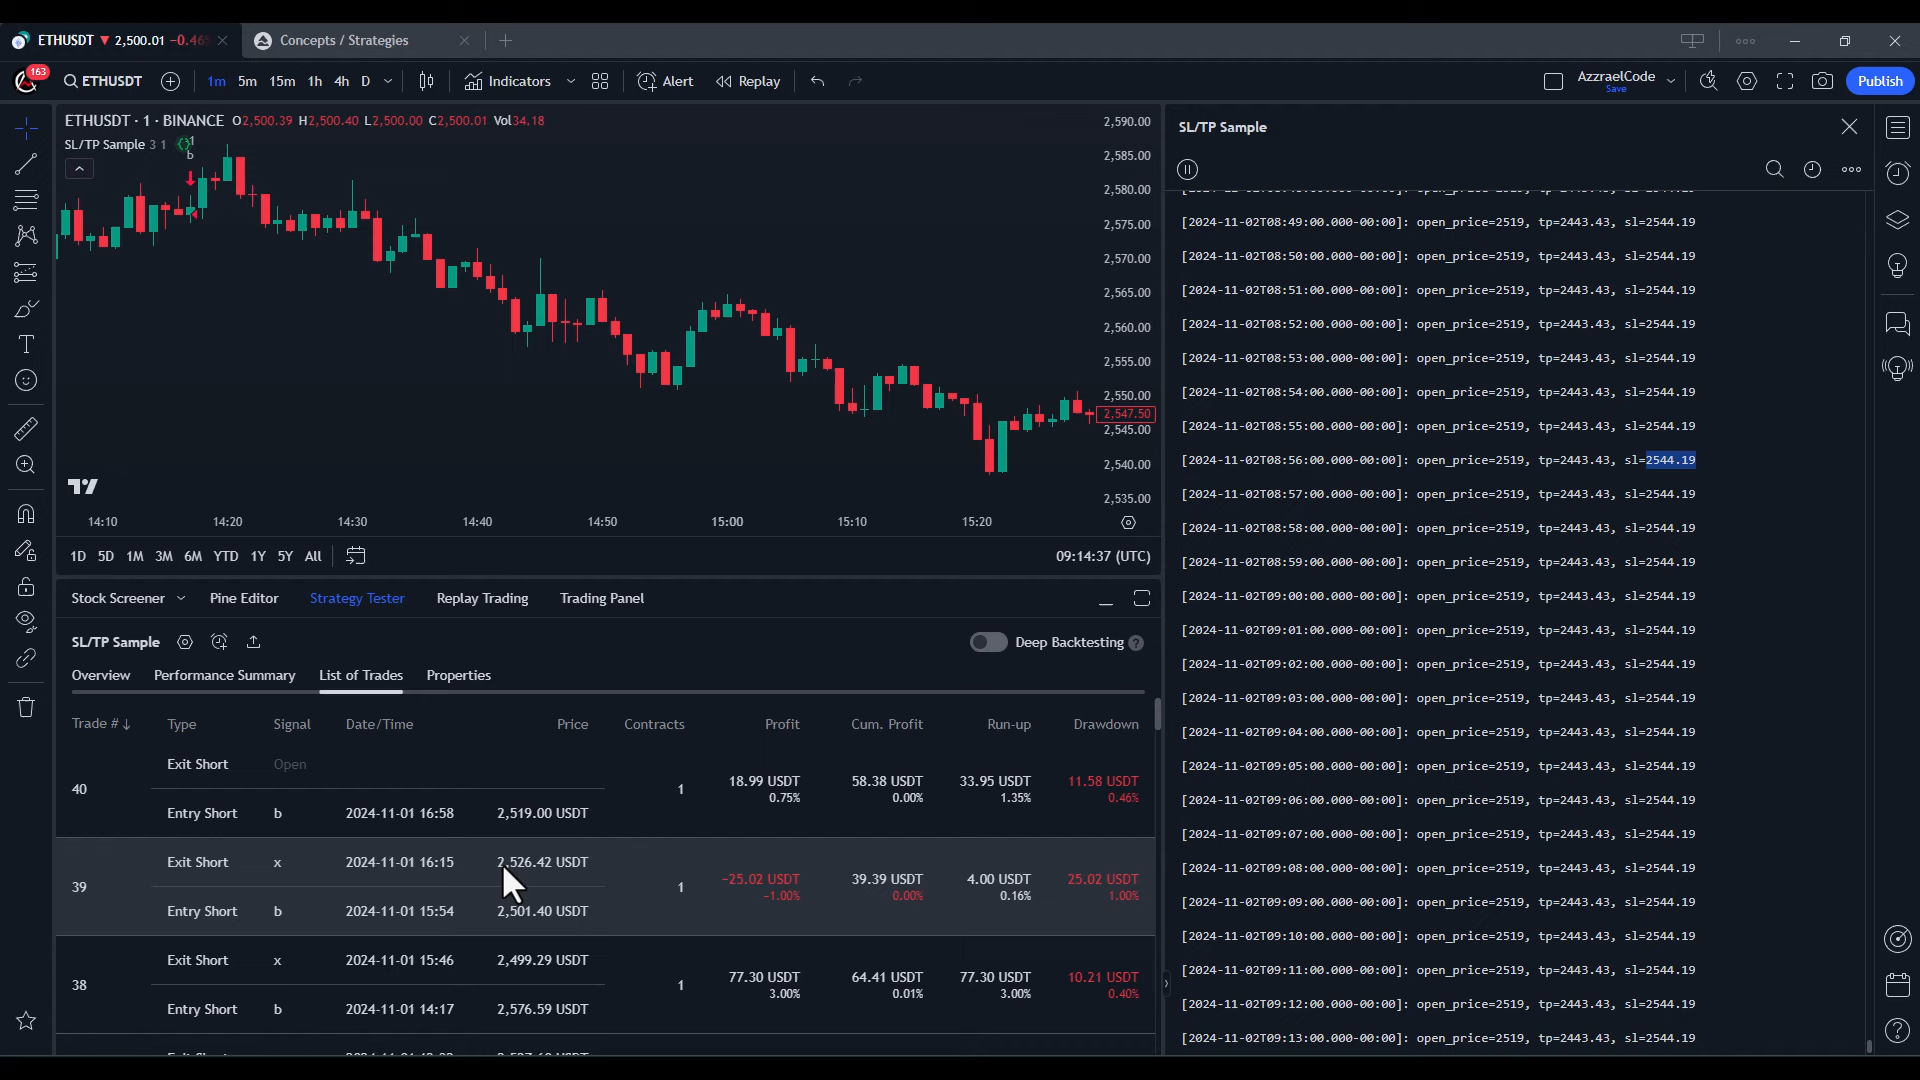 ETHUSDT ▼ 2,500.01 −0.46
Concepts / Strategies
163
ETHUSDT
1m 5m 15m 1h 4h D
Indicators
Alert
Replay
AzzraelCode
Save
Publish
ETHUSDT · 1 · BINANCE O2,500.39 H2,500.40 L2,500.00 C2,500.01 Vol34.18
SL/TP Sample 3 1
b
2,590.00
2,585.00
2,580.00
2,575.00
2,570.00
2,565.00
2,560.00
2,555.00
2,550.00
2,547.50
2,545.00
2,540.00
2,535.00
14:10 14:20 14:30 14:40 14:50 15:00 15:10 15:20
1D 5D 1M 3M 6M YTD 1Y 5Y All
09:14:37 (UTC)
Stock Screener Pine Editor Strategy Tester Replay Trading Trading Panel
SL/TP Sample
Deep Backtesting ?
Overview Performance Summary List of Trades Properties
Trade # ↓ Type Signal Date/Time Price Contracts Profit Cum. Profit Run-up Drawdown
Exit Short Open
40 1 18.99 USDT 58.38 USDT 33.95 USDT 11.58 USDT
0.75% 0.00% 1.35% 0.46%
Entry Short b 2024-11-01 16:58 2,519.00 USDT
Exit Short x 2024-11-01 16:15 2,526.42 USDT
39 1 −25.02 USDT 39.39 USDT 4.00 USDT 25.02 USDT
−1.00% 0.00% 0.16% 1.00%
Entry Short b 2024-11-01 15:54 2,501.40 USDT
Exit Short x 2024-11-01 15:46 2,499.29 USDT
38 1 77.30 USDT 64.41 USDT 77.30 USDT 10.21 USDT
3.00% 0.01% 3.00% 0.40%
Entry Short b 2024-11-01 14:17 2,576.59 USDT
SL/TP Sample
[2024-11-02T08:49:00.000-00:00]: open_price=2519, tp=2443.43, sl=2544.19
[2024-11-02T08:50:00.000-00:00]: open_price=2519, tp=2443.43, sl=2544.19
[2024-11-02T08:51:00.000-00:00]: open_price=2519, tp=2443.43, sl=2544.19
[2024-11-02T08:52:00.000-00:00]: open_price=2519, tp=2443.43, sl=2544.19
[2024-11-02T08:53:00.000-00:00]: open_price=2519, tp=2443.43, sl=2544.19
[2024-11-02T08:54:00.000-00:00]: open_price=2519, tp=2443.43, sl=2544.19
[2024-11-02T08:55:00.000-00:00]: open_price=2519, tp=2443.43, sl=2544.19
[2024-11-02T08:56:00.000-00:00]: open_price=2519, tp=2443.43, sl=2544.19
[2024-11-02T08:57:00.000-00:00]: open_price=2519, tp=2443.43, sl=2544.19
[2024-11-02T08:58:00.000-00:00]: open_price=2519, tp=2443.43, sl=2544.19
[2024-11-02T08:59:00.000-00:00]: open_price=2519, tp=2443.43, sl=2544.19
[2024-11-02T09:00:00.000-00:00]: open_price=2519, tp=2443.43, sl=2544.19
[2024-11-02T09:01:00.000-00:00]: open_price=2519, tp=2443.43, sl=2544.19
[2024-11-02T09:02:00.000-00:00]: open_price=2519, tp=2443.43, sl=2544.19
[2024-11-02T09:03:00.000-00:00]: open_price=2519, tp=2443.43, sl=2544.19
[2024-11-02T09:04:00.000-00:00]: open_price=2519, tp=2443.43, sl=2544.19
[2024-11-02T09:05:00.000-00:00]: open_price=2519, tp=2443.43, sl=2544.19
[2024-11-02T09:06:00.000-00:00]: open_price=2519, tp=2443.43, sl=2544.19
[2024-11-02T09:07:00.000-00:00]: open_price=2519, tp=2443.43, sl=2544.19
[2024-11-02T09:08:00.000-00:00]: open_price=2519, tp=2443.43, sl=2544.19
[2024-11-02T09:09:00.000-00:00]: open_price=2519, tp=2443.43, sl=2544.19
[2024-11-02T09:10:00.000-00:00]: open_price=2519, tp=2443.43, sl=2544.19
[2024-11-02T09:11:00.000-00:00]: open_price=2519, tp=2443.43, sl=2544.19
[2024-11-02T09:12:00.000-00:00]: open_price=2519, tp=2443.43, sl=2544.19
[2024-11-02T09:13:00.000-00:00]: open_price=2519, tp=2443.43, sl=2544.19